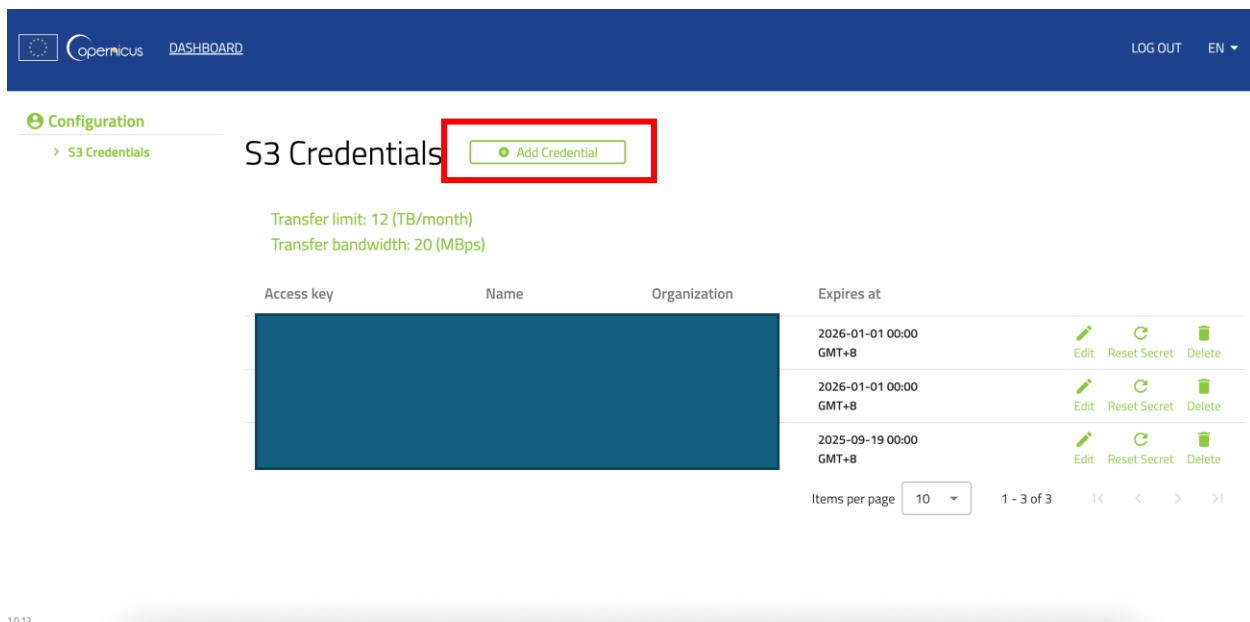 Copernicus DASHBOARD LOG OUT EN
Configuration
S3 Credentials
S3 Credentials Add Credential
Transfer limit: 12 (TB/month)
Transfer bandwidth: 20 (MBps)
Access key Name Organization Expires at
2026-01-01 00:00
GMT+8
Edit Reset Secret Delete
2026-01-01 00:00
GMT+8
Edit Reset Secret Delete
2025-09-19 00:00
GMT+8
Edit Reset Secret Delete
Items per page 10 1 - 3 of 3
1.0.12